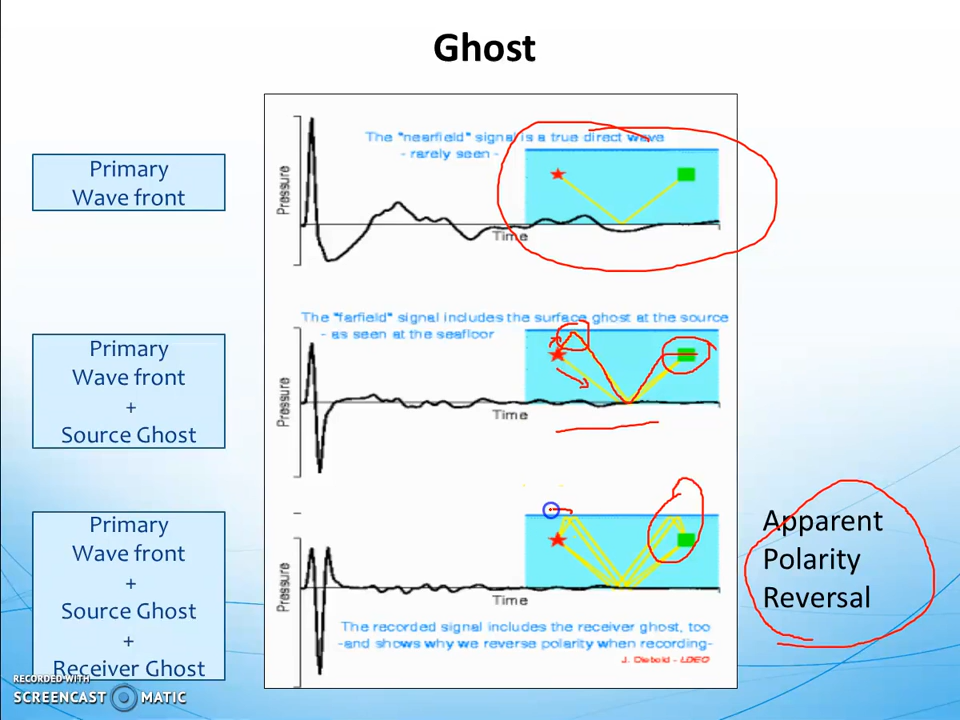 Ghost
Primary
Wave front
Pressure
The "nearfield" signal is a true direct wave
- rarely seen -
Time
Primary
Wave front
+
Source Ghost
Pressure
The "farfield" signal includes the surface ghost at the source
- as seen at the seafloor
Time
Primary
Wave front
+
Source Ghost
+
Receiver Ghost
Pressure
Time
The recorded signal includes the receiver ghost, too
-and shows why we reverse polarity when recording-
J. Diebold - LDEO
Apparent
Polarity
Reversal
RECORDED WITH
SCREENCAST MATIC